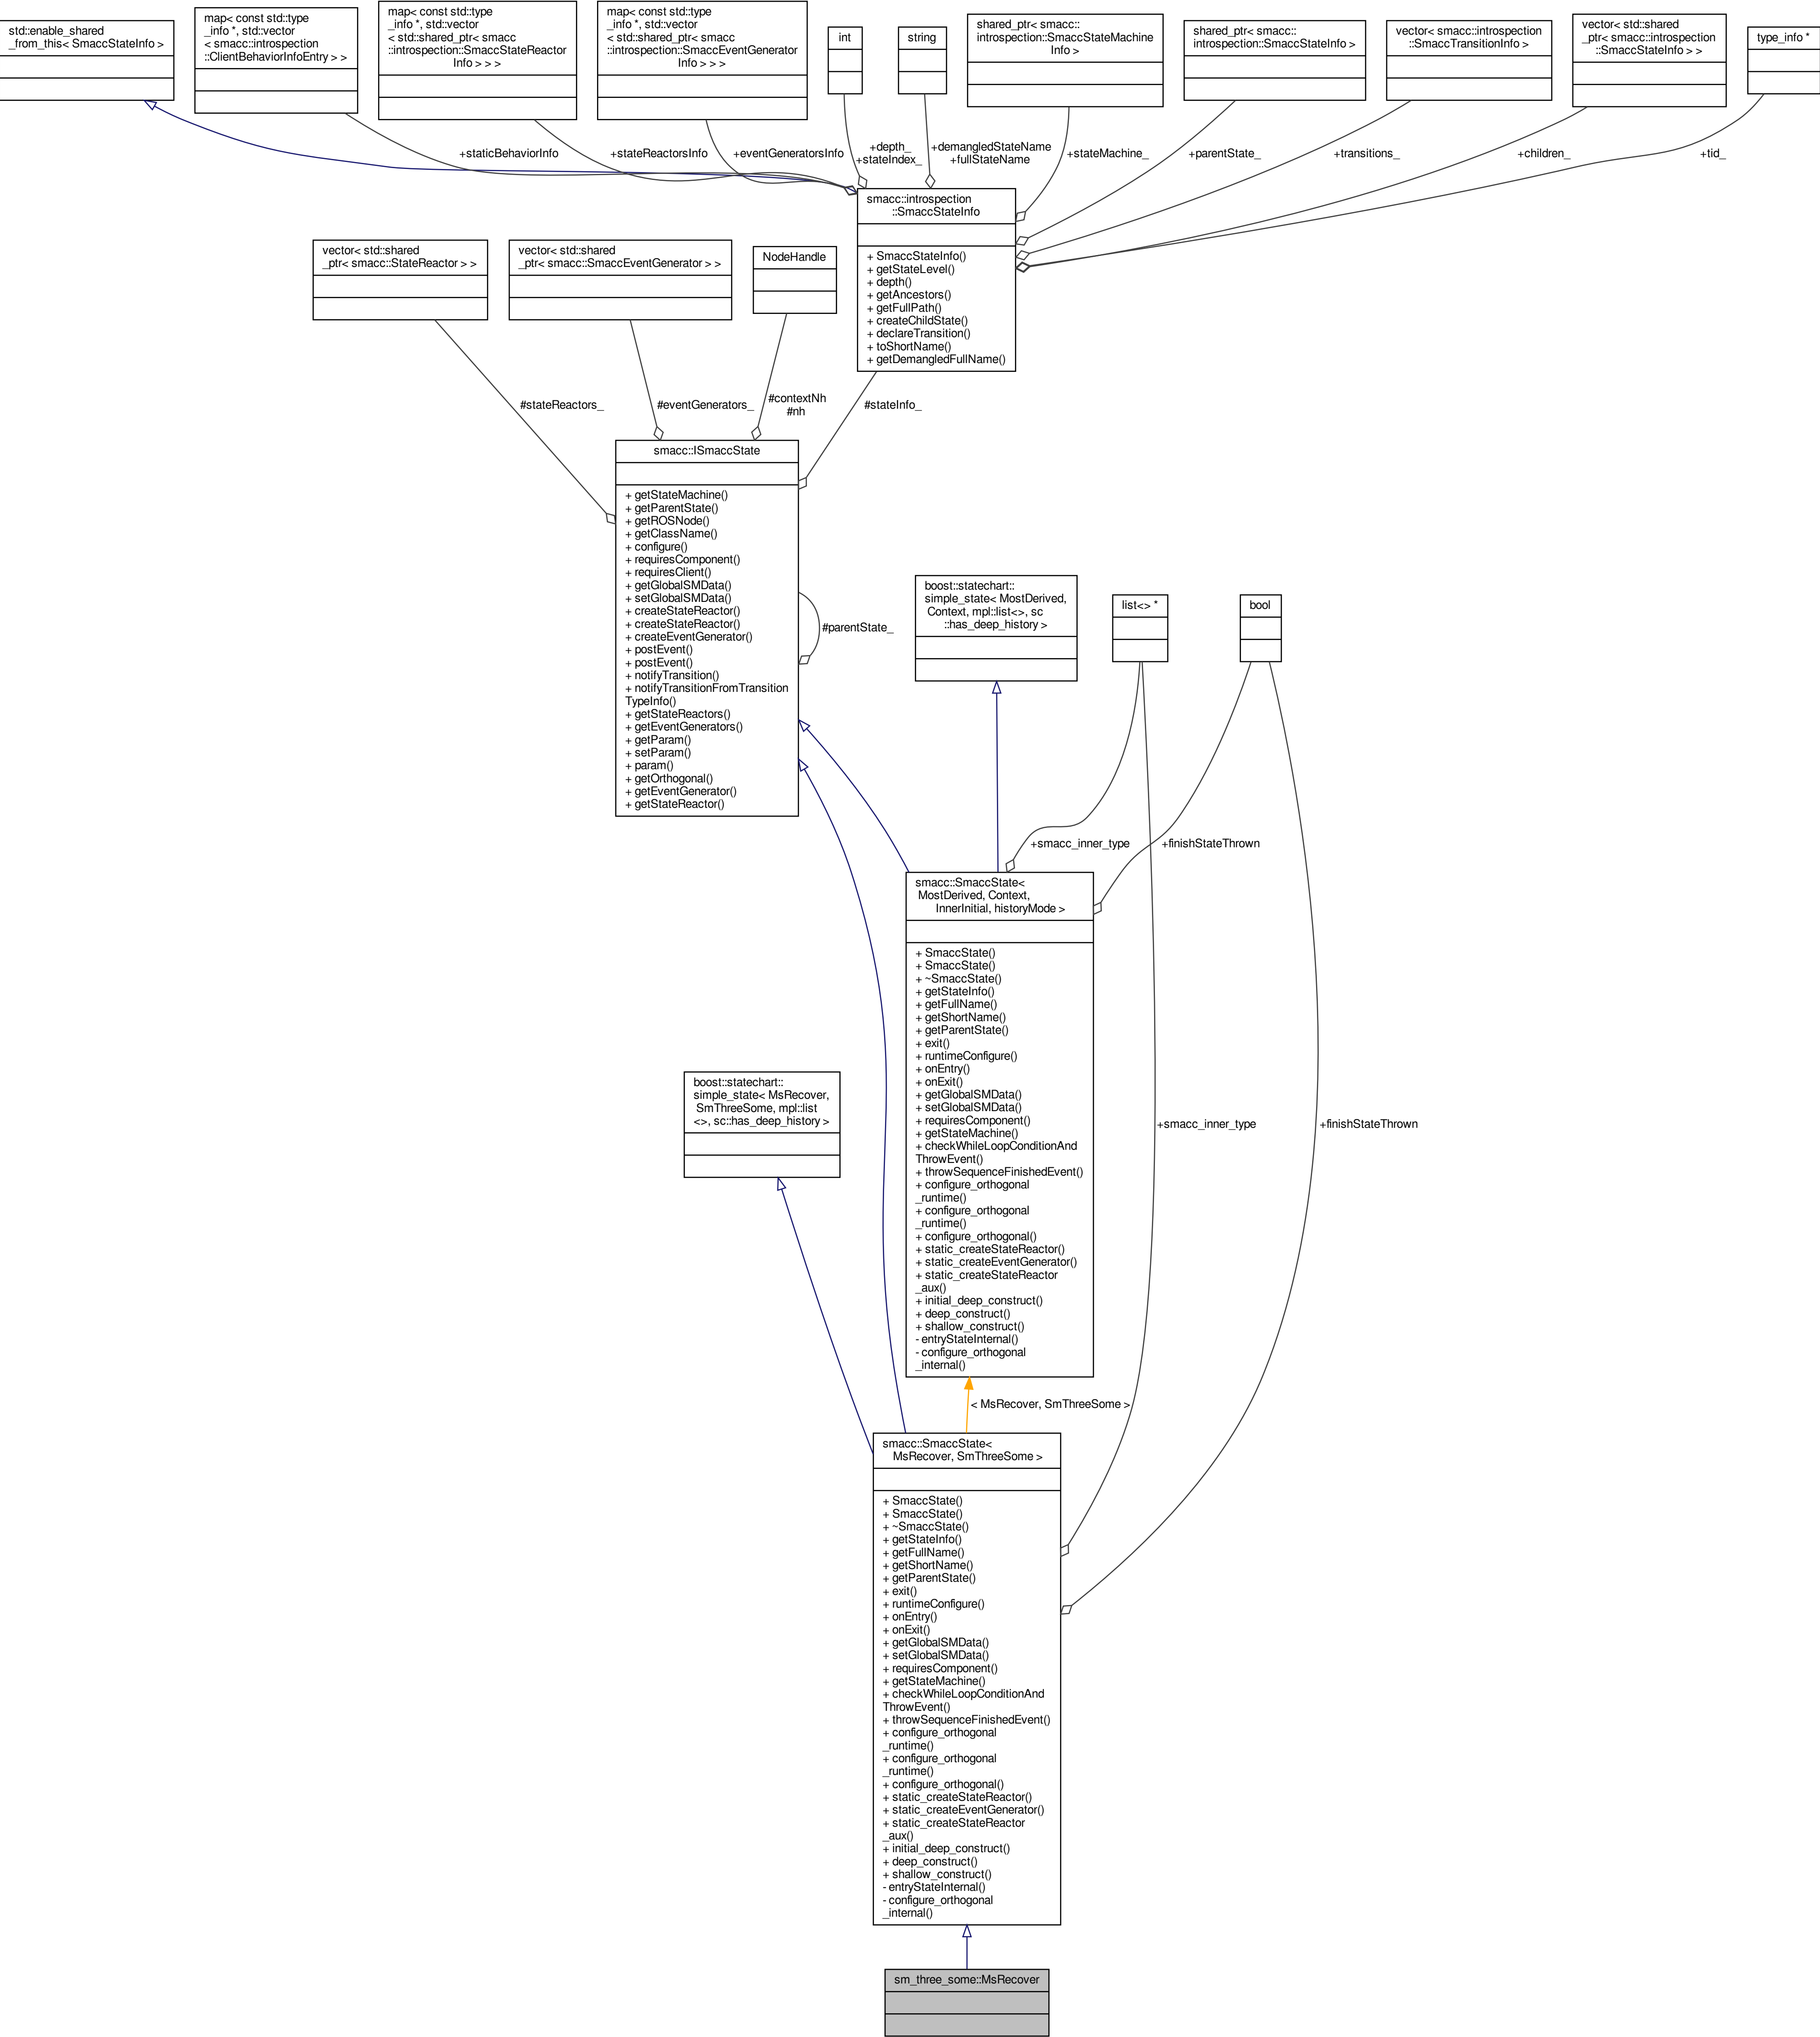 std::enable_shared
_from_this< SmaccStateInfo >
map< const std::type
_info *, std::vector
< smacc::introspection
::ClientBehaviorInfoEntry > >
map< const std::type
_info *, std::vector
< std::shared_ptr< smacc
::introspection::SmaccStateReactor
Info > > >
map< const std::type
_info *, std::vector
< std::shared_ptr< smacc
::introspection::SmaccEventGenerator
Info > > >
int
string
shared_ptr< smacc::
introspection::SmaccStateMachine
Info >
shared_ptr< smacc::
introspection::SmaccStateInfo >
vector< smacc::introspection
::SmaccTransitionInfo >
vector< std::shared
_ptr< smacc::introspection
::SmaccStateInfo > >
type_info *
+staticBehaviorInfo
+stateReactorsInfo
+eventGeneratorsInfo
+depth_
+stateIndex_
+demangledStateName
+fullStateName
+stateMachine_
+parentState_
+transitions_
+children_
+tid_
smacc::introspection
::SmaccStateInfo
+ SmaccStateInfo()
+ getStateLevel()
+ depth()
+ getAncestors()
+ getFullPath()
+ createChildState()
+ declareTransition()
+ toShortName()
+ getDemangledFullName()
vector< std::shared
_ptr< smacc::StateReactor > >
vector< std::shared
_ptr< smacc::SmaccEventGenerator > >
NodeHandle
#stateReactors_
#eventGenerators_
#contextNh
#nh
#stateInfo_
smacc::ISmaccState
+ getStateMachine()
+ getParentState()
+ getROSNode()
+ getClassName()
+ configure()
+ requiresComponent()
+ requiresClient()
+ getGlobalSMData()
+ setGlobalSMData()
+ createStateReactor()
+ createStateReactor()
+ createEventGenerator()
+ postEvent()
+ postEvent()
+ notifyTransition()
+ notifyTransitionFromTransition
TypeInfo()
+ getStateReactors()
+ getEventGenerators()
+ getParam()
+ setParam()
+ param()
+ getOrthogonal()
+ getEventGenerator()
+ getStateReactor()
#parentState_
boost::statechart::
simple_state< MostDerived,
Context, mpl::list<>, sc
::has_deep_history >
list<> *
bool
+smacc_inner_type
+finishStateThrown
smacc::SmaccState<
MostDerived, Context,
InnerInitial, historyMode >
+ SmaccState()
+ SmaccState()
+ ~SmaccState()
+ getStateInfo()
+ getFullName()
+ getShortName()
+ getParentState()
+ exit()
+ runtimeConfigure()
+ onEntry()
+ onExit()
+ getGlobalSMData()
+ setGlobalSMData()
+ requiresComponent()
+ getStateMachine()
+ checkWhileLoopConditionAnd
ThrowEvent()
+ throwSequenceFinishedEvent()
+ configure_orthogonal
_runtime()
+ configure_orthogonal
_runtime()
+ configure_orthogonal()
+ static_createStateReactor()
+ static_createEventGenerator()
+ static_createStateReactor
_aux()
+ initial_deep_construct()
+ deep_construct()
+ shallow_construct()
- entryStateInternal()
- configure_orthogonal
_internal()
boost::statechart::
simple_state< MsRecover,
SmThreeSome, mpl::list
<>, sc::has_deep_history >
+smacc_inner_type
+finishStateThrown
< MsRecover, SmThreeSome >
smacc::SmaccState<
MsRecover, SmThreeSome >
+ SmaccState()
+ SmaccState()
+ ~SmaccState()
+ getStateInfo()
+ getFullName()
+ getShortName()
+ getParentState()
+ exit()
+ runtimeConfigure()
+ onEntry()
+ onExit()
+ getGlobalSMData()
+ setGlobalSMData()
+ requiresComponent()
+ getStateMachine()
+ checkWhileLoopConditionAnd
ThrowEvent()
+ throwSequenceFinishedEvent()
+ configure_orthogonal
_runtime()
+ configure_orthogonal
_runtime()
+ configure_orthogonal()
+ static_createStateReactor()
+ static_createEventGenerator()
+ static_createStateReactor
_aux()
+ initial_deep_construct()
+ deep_construct()
+ shallow_construct()
- entryStateInternal()
- configure_orthogonal
_internal()
sm_three_some::MsRecover